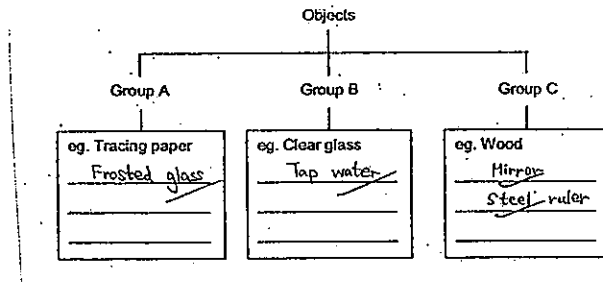 Objects
Group A
Group B
Group C
eg. Tracing paper
Frosted glass
eg. Clear glass
Tap water
eg. Wood
Mirror
Steel ruler